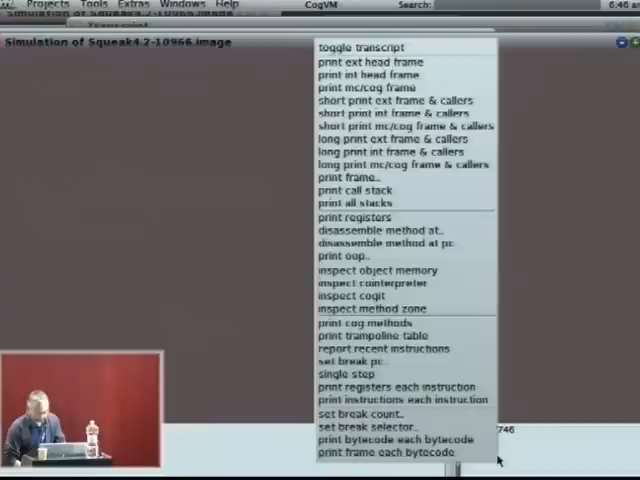 Projects Tools Extras Windows Help CogVM Search: 6:46 am
Simulation of Squeak4.2-10966.image
toggle transcript
print ext head frame
print int head frame
print mc/cog frame
short print ext frame & callers
short print int frame & callers
short print mc/cog frame & callers
long print ext frame & callers
long print int frame & callers
long print mc/cog frame & callers
print frame..
print call stack
print all stacks
print registers
disassemble method at..
disassemble method at pc
print oop..
inspect object memory
inspect cointerpreter
inspect cogit
inspect method zone
print cog methods
print trampoline table
report recent instructions
set break pc..
single step
print registers each instruction
print instructions each instruction
set break count..
set break selector..
print bytecode each bytecode
print frame each bytecode
746